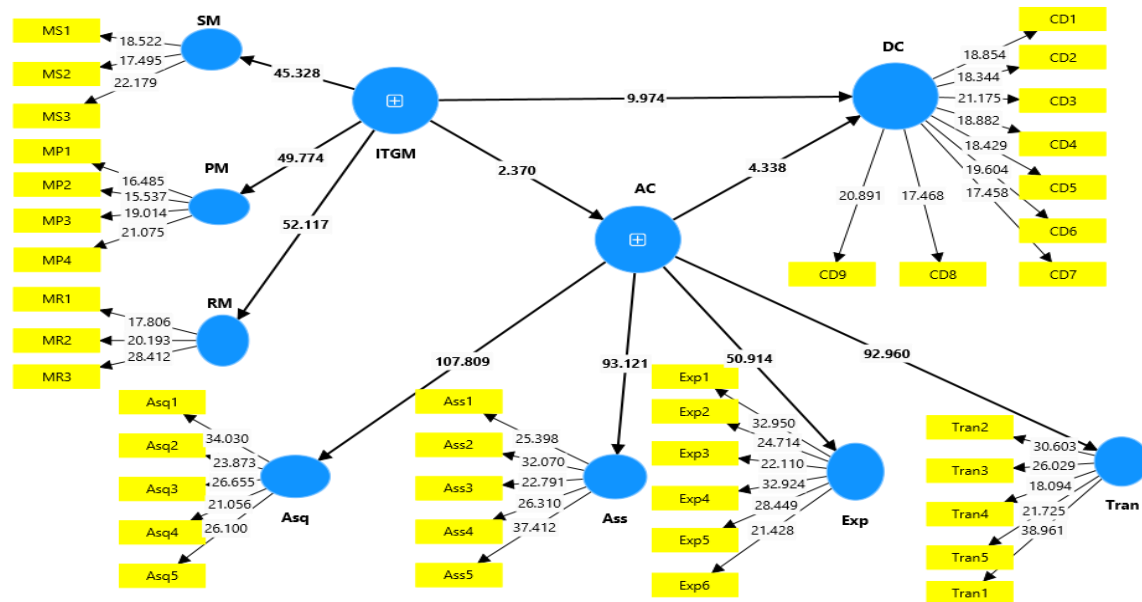 SM
MS1
18.522
MS2
17.495
22.179
MS3
45.328
ITGM
9.974
DC
18.854
CD1
18.344
CD2
21.175
CD3
18.882
CD4
18.429
19.604
CD5
17.458
CD6
CD7
20.891
17.468
CD9
CD8
MP1
PM
49.774
16.485
MP2
15.537
MP3
19.014
21.075
MP4
2.370
AC
4.338
52.117
MR1
RM
17.806
MR2
20.193
28.412
MR3
107.809
93.121
50.914
92.960
Asq1
34.030
Asq2
23.873
Asq3
26.655
21.056
Asq4
26.100
Asq5
Asq
Ass1
25.398
Ass2
32.070
Ass3
22.791
26.310
Ass4
37.412
Ass5
Ass
Exp1
32.950
Exp2
24.714
Exp3
22.110
32.924
Exp4
28.449
Exp5
21.428
Exp6
Exp
Tran2
30.603
Tran3
26.029
18.094
Tran4
21.725
38.961
Tran5
Tran1
Tran